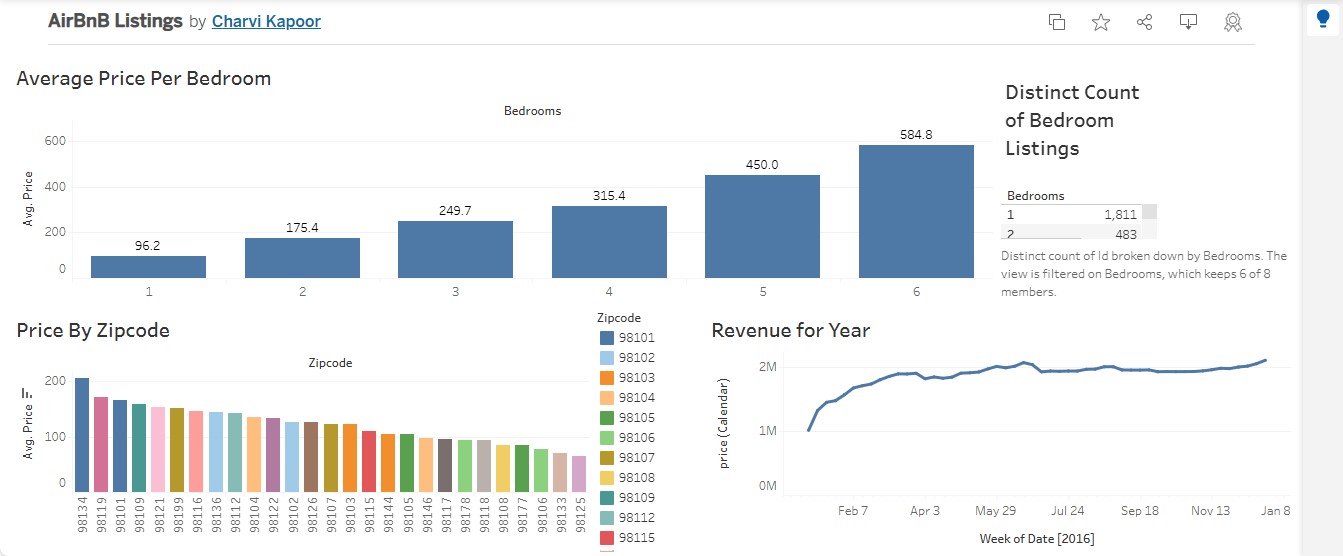 AirBnB Listings by Charvi Kapoor
Average Price Per Bedroom
Bedrooms
Avg. Price
600
400
200
0
96.2
175.4
249.7
315.4
450.0
584.8
1
2
3
4
5
6
Distinct Count
of Bedroom
Listings
Bedrooms
1 1,811
2 483
Distinct count of Id broken down by Bedrooms. The
view is filtered on Bedrooms, which keeps 6 of 8
members.
Price By Zipcode
Zipcode
Avg. Price
200
100
0
98134
98119
98101
98109
98121
98199
98116
98136
98112
98104
98122
98102
98126
98107
98103
98115
98144
98105
98146
98117
98178
98118
98108
98177
98106
98133
98125
Zipcode
98101
98102
98103
98104
98105
98106
98107
98108
98109
98112
98115
Revenue for Year
price (Calendar)
2M
1M
0M
Feb 7
Apr 3
May 29
Jul 24
Sep 18
Nov 13
Jan 8
Week of Date [2016]